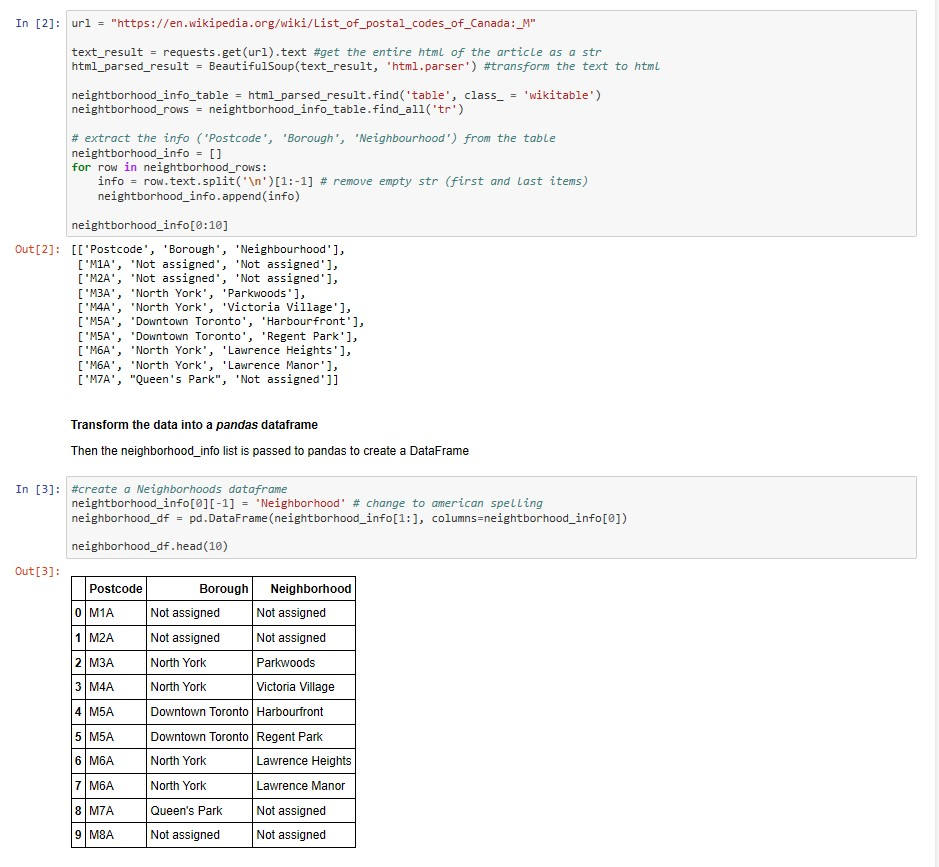 In [2]: url = "https://en.wikipedia.org/wiki/List_of_postal_codes_of_Canada:_M"
text_result = requests.get(url).text #get the entire html of the article as a str
html_parsed_result = BeautifulSoup(text_result, 'html.parser') #transform the text to html
neightborhood_info_table = html_parsed_result.find('table', class_ = 'wikitable')
neightborhood_rows = neightborhood_info_table.find_all('tr')
# extract the info ('Postcode', 'Borough', 'Neighbourhood') from the table
neightborhood_info = []
for row in neightborhood_rows:
    info = row.text.split('\n')[1:-1] # remove empty str (first and last items)
    neightborhood_info.append(info)
neightborhood_info[0:10]
Out[2]: [['Postcode', 'Borough', 'Neighbourhood'],
['M1A', 'Not assigned', 'Not assigned'],
['M2A', 'Not assigned', 'Not assigned'],
['M3A', 'North York', 'Parkwoods'],
['M4A', 'North York', 'Victoria Village'],
['M5A', 'Downtown Toronto', 'Harbourfront'],
['M5A', 'Downtown Toronto', 'Regent Park'],
['M6A', 'North York', 'Lawrence Heights'],
['M6A', 'North York', 'Lawrence Manor'],
['M7A', "Queen's Park", 'Not assigned']]
Transform the data into a pandas dataframe
Then the neighborhood_info list is passed to pandas to create a DataFrame
In [3]: #create a Neighborhoods dataframe
neightborhood_info[0][-1] = 'Neighborhood' # change to american spelling
neighborhood_df = pd.DataFrame(neightborhood_info[1:], columns=neightborhood_info[0])
neighborhood_df.head(10)
Out[3]:
Postcode Borough Neighborhood
0 M1A Not assigned Not assigned
1 M2A Not assigned Not assigned
2 M3A North York Parkwoods
3 M4A North York Victoria Village
4 M5A Downtown Toronto Harbourfront
5 M5A Downtown Toronto Regent Park
6 M6A North York Lawrence Heights
7 M6A North York Lawrence Manor
8 M7A Queen's Park Not assigned
9 M8A Not assigned Not assigned